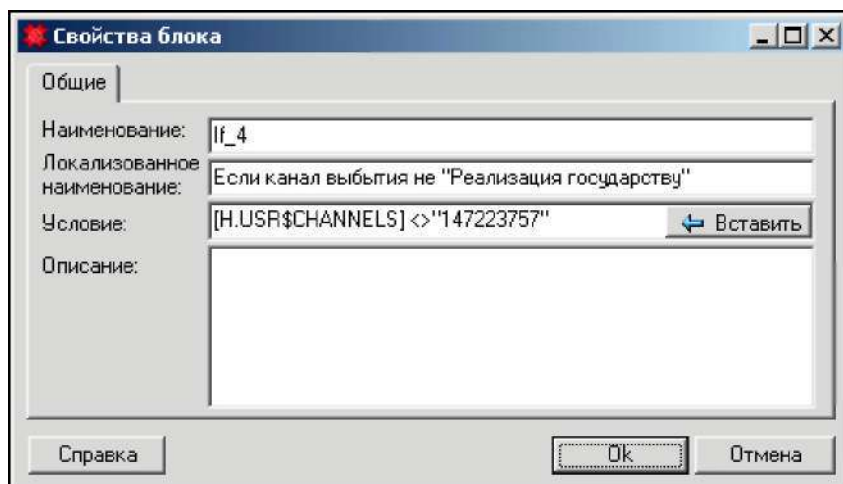 Свойства блока
Общие
Наименование: If_4
Локализованное наименование: Если канал выбытия не "Реализация государству"
Условие: [H.USR$CHANNELS] <>"147223757" Вставить
Описание:
Справка Ok Отмена